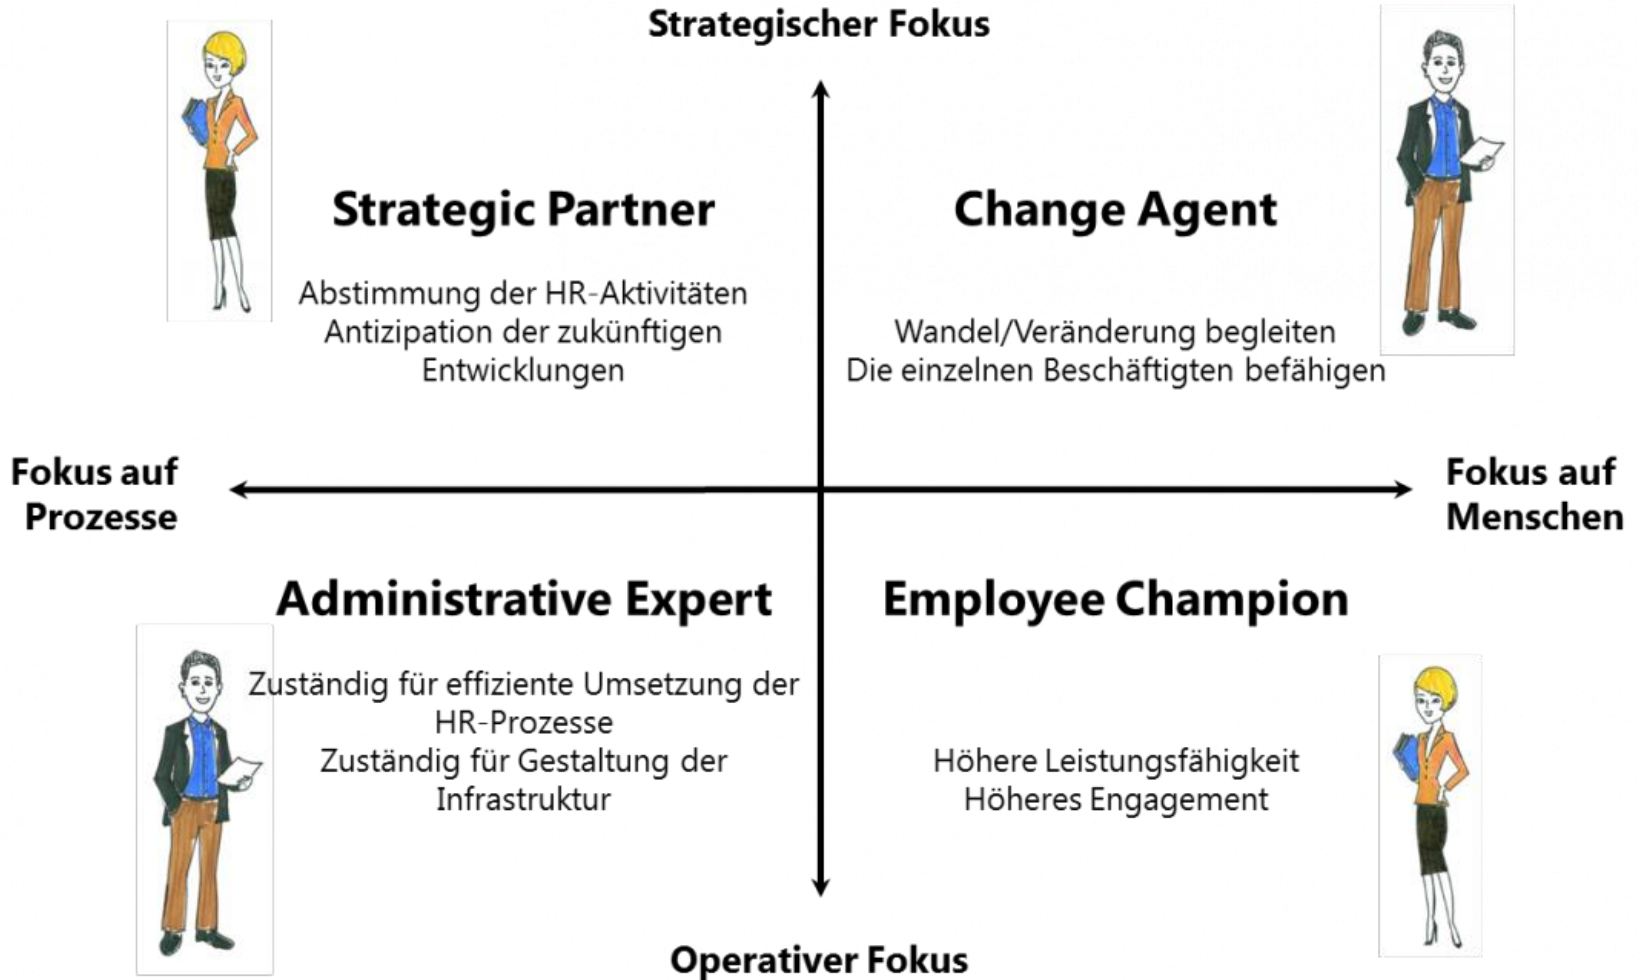 Strategischer Fokus
Strategic Partner
Abstimmung der HR-Aktivitäten
Antizipation der zukünftigen
Entwicklungen
Change Agent
Wandel/Veränderung begleiten
Die einzelnen Beschäftigten befähigen
Fokus auf
Prozesse
Fokus auf
Menschen
Administrative Expert
Zuständig für effiziente Umsetzung der
HR-Prozesse
Zuständig für Gestaltung der
Infrastruktur
Employee Champion
Höhere Leistungsfähigkeit
Höheres Engagement
Operativer Fokus